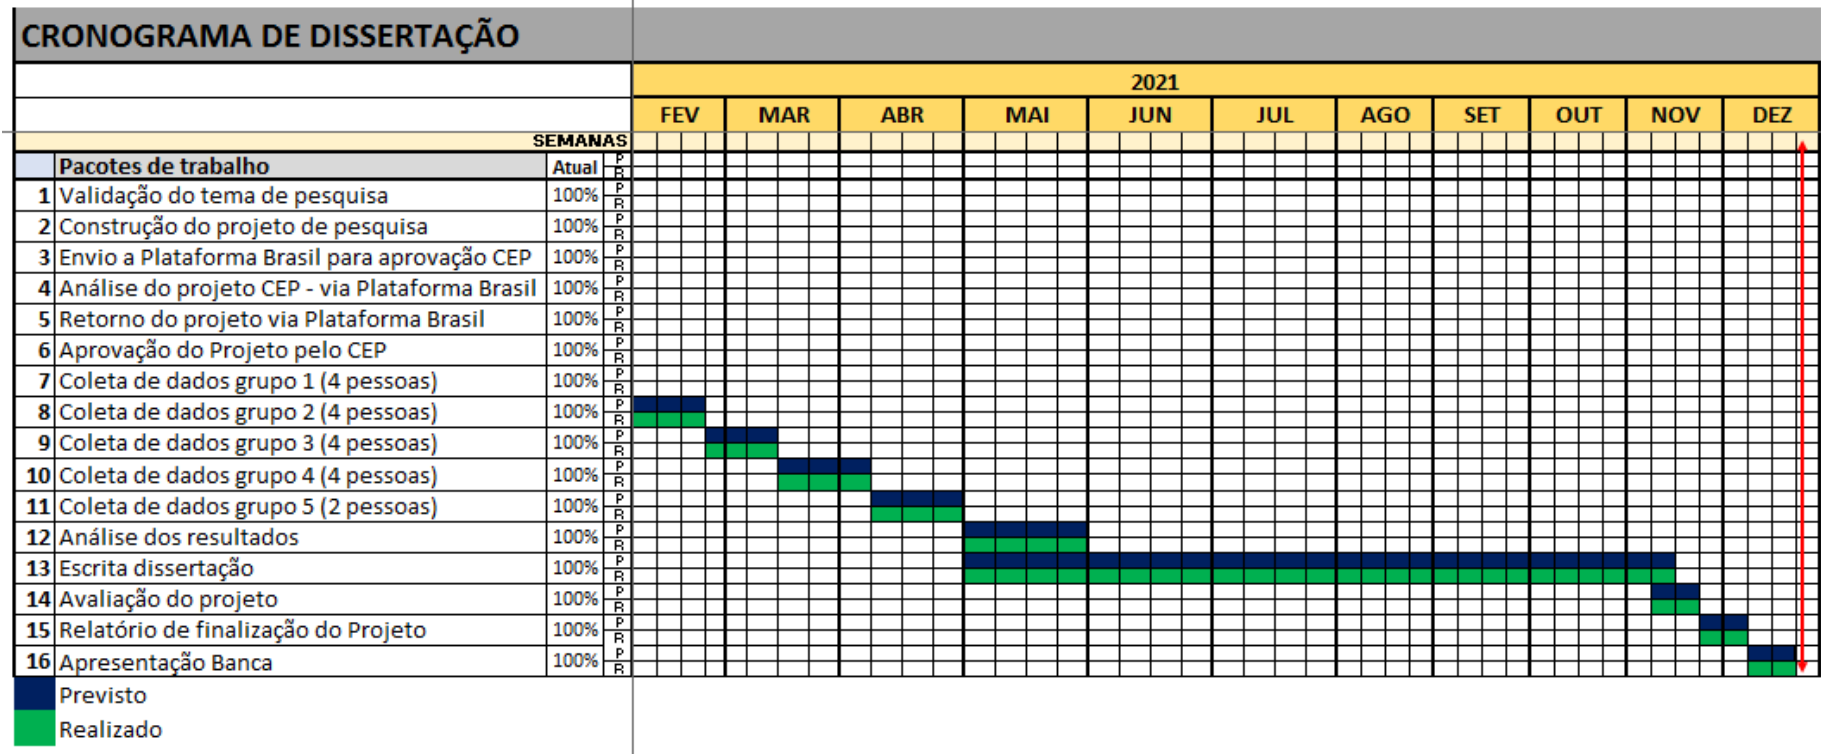 CRONOGRAMA DE DISSERTAÇÃO
2021
FEV MAR ABR MAI JUN JUL AGO SET OUT NOV DEZ
SEMANAS
Pacotes de trabalho Atual P R
1 Validação do tema de pesquisa 100% P R
2 Construção do projeto de pesquisa 100% P R
3 Envio a Plataforma Brasil para aprovação CEP 100% P R
4 Análise do projeto CEP - via Plataforma Brasil 100% P R
5 Retorno do projeto via Plataforma Brasil 100% P R
6 Aprovação do Projeto pelo CEP 100% P R
7 Coleta de dados grupo 1 (4 pessoas) 100% P R
8 Coleta de dados grupo 2 (4 pessoas) 100% P R
9 Coleta de dados grupo 3 (4 pessoas) 100% P R
10 Coleta de dados grupo 4 (4 pessoas) 100% P R
11 Coleta de dados grupo 5 (2 pessoas) 100% P R
12 Análise dos resultados 100% P R
13 Escrita dissertação 100% P R
14 Avaliação do projeto 100% P R
15 Relatório de finalização do Projeto 100% P R
16 Apresentação Banca 100% P R
Previsto
Realizado